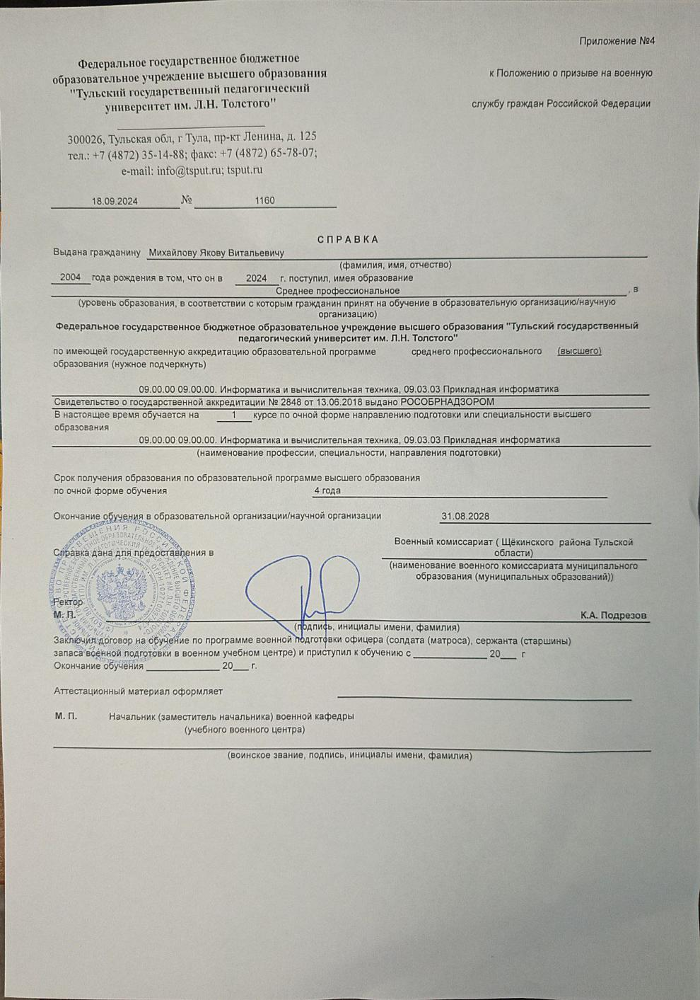 Приложение №4
Федеральное государственное бюджетное
образовательное учреждение высшего образования
"Тульский государственный педагогический
университет им. Л.Н. Толстого"
к Положению о призыве на военную
службу граждан Российской Федерации
300026, Тульская обл, г Тула, пр-кт Ленина, д. 125
тел.: +7 (4872) 35-14-88; факс: +7 (4872) 65-78-07;
e-mail: info@tsput.ru; tsput.ru
18.09.2024 № 1160
СПРАВКА
Выдана гражданину Михайлову Якову Витальевичу
(фамилия, имя, отчество)
2004 года рождения в том, что он в 2024 г. поступил, имея образование
Среднее профессиональное , в
(уровень образования, в соответствии с которым гражданин принят на обучение в образовательную организацию/научную
организацию)
Федеральное государственное бюджетное образовательное учреждение высшего образования "Тульский государственный
педагогический университет им. Л.Н. Толстого"
по имеющей государственную аккредитацию образовательной программе среднего профессионального (высшего)
образования (нужное подчеркнуть)
09.00.00 09.00.00. Информатика и вычислительная техника, 09.03.03 Прикладная информатика
Свидетельство о государственной аккредитации № 2848 от 13.06.2018 выдано РОСОБРНАДЗОРОМ
В настоящее время обучается на 1 курсе по очной форме направлению подготовки или специальности высшего
образования
09.00.00 09.00.00. Информатика и вычислительная техника, 09.03.03 Прикладная информатика
(наименование профессии, специальности, направления подготовки)
Срок получения образования по образовательной программе высшего образования
по очной форме обучения 4 года
Окончание обучения в образовательной организации/научной организации 31.08.2028
Справка дана для предоставления в Военный комиссариат ( Щёкинского района Тульской
области)
(наименование военного комиссариата муниципального
образования (муниципальных образований))
Ректор
М. П. К.А. Подрезов
(подпись, инициалы имени, фамилия)
Заключил договор на обучение по программе военной подготовки офицера (солдата (матроса), сержанта (старшины)
запаса военной подготовки в военном учебном центре) и приступил к обучению с ________________ 20___ г
Окончание обучения _______________ 20___ г.
Аттестационный материал оформляет
М. П. Начальник (заместитель начальника) военной кафедры
(учебного военного центра)
(воинское звание, подпись, инициалы имени, фамилия)